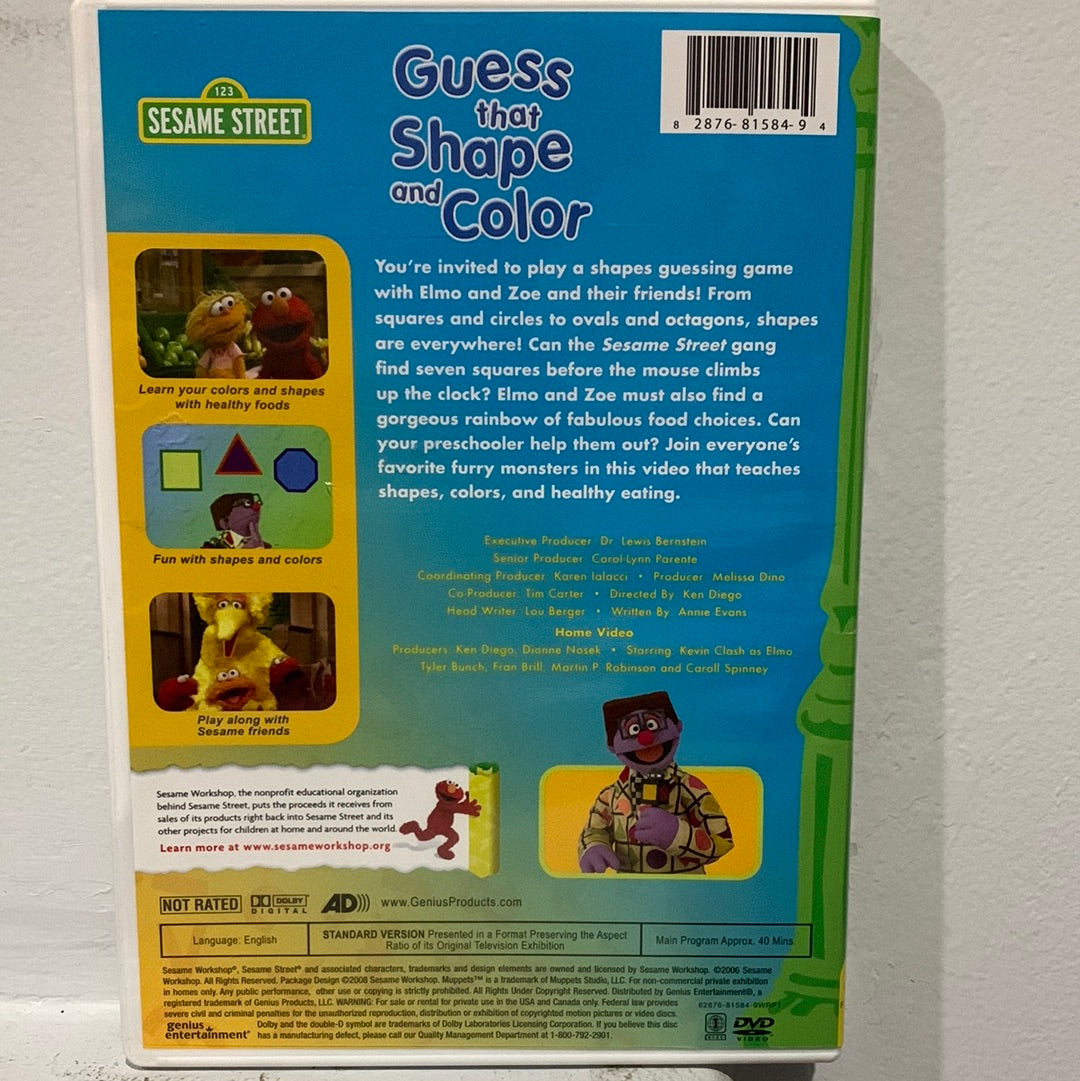 123
SESAME STREET
Guess
that
Shape
and Color
8 2876-81584-9 4
You're invited to play a shapes guessing game
with Elmo and Zoe and their friends! From
squares and circles to ovals and octagons, shapes
are everywhere! Can the Sesame Street gang
find seven squares before the mouse climbs
up the clock? Elmo and Zoe must also find a
gorgeous rainbow of fabulous food choices. Can
your preschooler help them out? Join everyone's
favorite furry monsters in this video that teaches
shapes, colors, and healthy eating.
Learn your colors and shapes
with healthy foods
Fun with shapes and colors
Play along with
Sesame friends
Executive Producer Dr Lewis Bernstein
Senior Producer Carol-Lynn Parente
Coordinating Producer Karen Ialacci • Producer Melissa Dino
Co-Producer Tim Carter • Directed By Ken Diego
Head Writer Lou Berger • Written By Annie Evans
Home Video
Producers Ken Diego, Dionne Nosek • Starring Kevin Clash as Elmo,
Tyler Bunch, Fran Brill, Martin P. Robinson and Caroll Spinney
Sesame Workshop, the nonprofit educational organization
behind Sesame Street, puts the proceeds it receives from
sales of its products right back into Sesame Street and its
other projects for children at home and around the world.
Learn more at www.sesameworkshop.org
NOT RATED DOLBY DIGITAL AD))) www.GeniusProducts.com
Language: English
STANDARD VERSION Presented in a Format Preserving the Aspect
Ratio of its Original Television Exhibition
Main Program Approx. 40 Mins.
Sesame Workshop®, Sesame Street® and associated characters, trademarks and design elements are owned and licensed by Sesame Workshop. ©2006 Sesame
Workshop. All Rights Reserved. Package Design ©2008 Sesame Workshop. Muppets™ is a trademark of Muppets Studio, LLC. For non-commercial private exhibition
in homes only. Any public performance, other use or copying is strictly prohibited. All Rights Under Copyright Reserved. Distributed by Genius Entertainment®, a
registered trademark of Genius Products, LLC. WARNING: For sale or rental for private use in the USA and Canada only. Federal law provides
severe civil and criminal penalties for the unauthorized reproduction, distribution or exhibition of copyrighted motion pictures or video discs.
Dolby and the double-D symbol are trademarks of Dolby Laboratories Licensing Corporation. If you believe this disc
has a manufacturing defect, please call our Quality Management Department at 1-800-792-2901.
genius
entertainment
82876-81584-9WRP1
1
NTSC
DVD
VIDEO